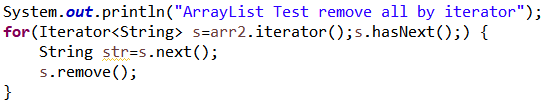 System.out.println("ArrayList Test remove all by iterator");
for(Iterator<String> s=arr2.iterator();s.hasNext();) {
    String str=s.next();
    s.remove();
}